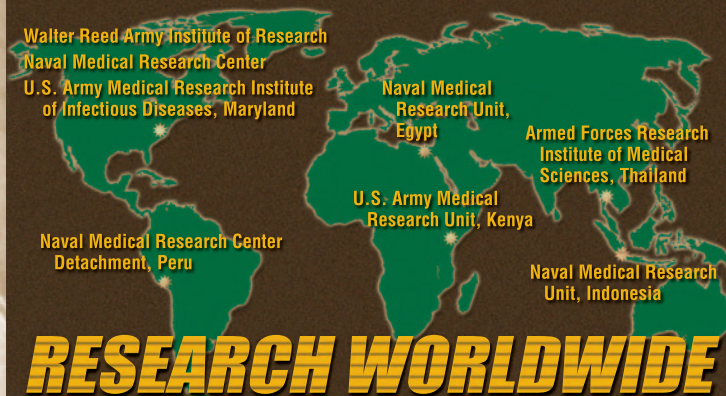 Walter Reed Army Institute of Research
Naval Medical Research Center
U.S. Army Medical Research Institute
of Infectious Diseases, Maryland
Naval Medical
Research Unit,
Egypt
Armed Forces Research
Institute of Medical
Sciences, Thailand
U.S. Army Medical
Research Unit, Kenya
Naval Medical Research Center
Detachment, Peru
Naval Medical Research
Unit, Indonesia
RESEARCH WORLDWIDE